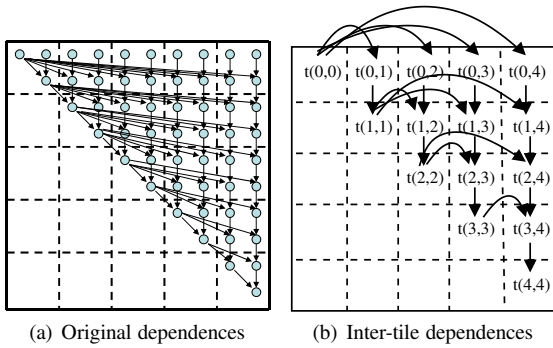 t(0,0) t(0,1) t(0,2) t(0,3) t(0,4)
t(1,1) t(1,2) t(1,3) t(1,4)
t(2,2) t(2,3) t(2,4)
t(3,3) t(3,4)
t(4,4)
(a) Original dependences
(b) Inter-tile dependences